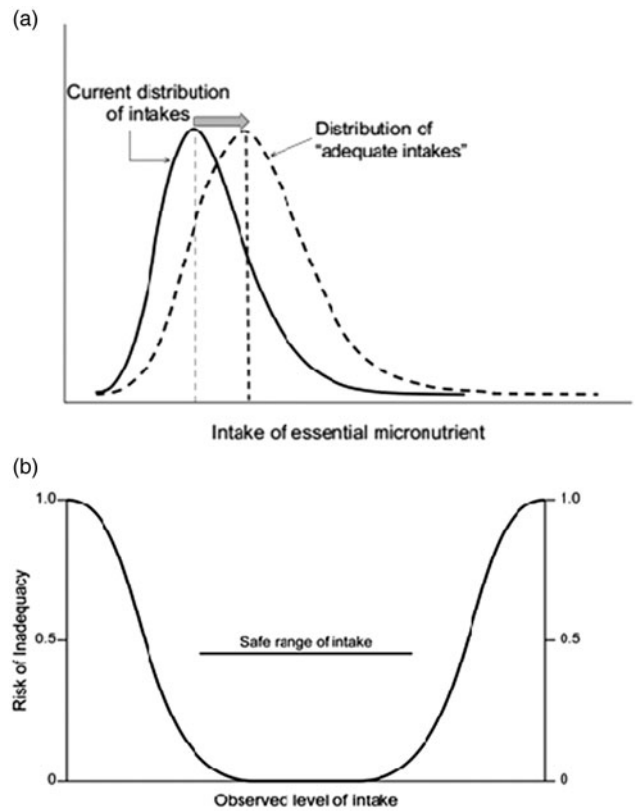 (a)
Current distribution
of intakes
Distribution of
"adequate intakes"
Intake of essential micronutrient
(b)
1.0
1.0
Risk of Inadequacy
0.5
0.5
Safe range of intake
0
0
Observed level of intake